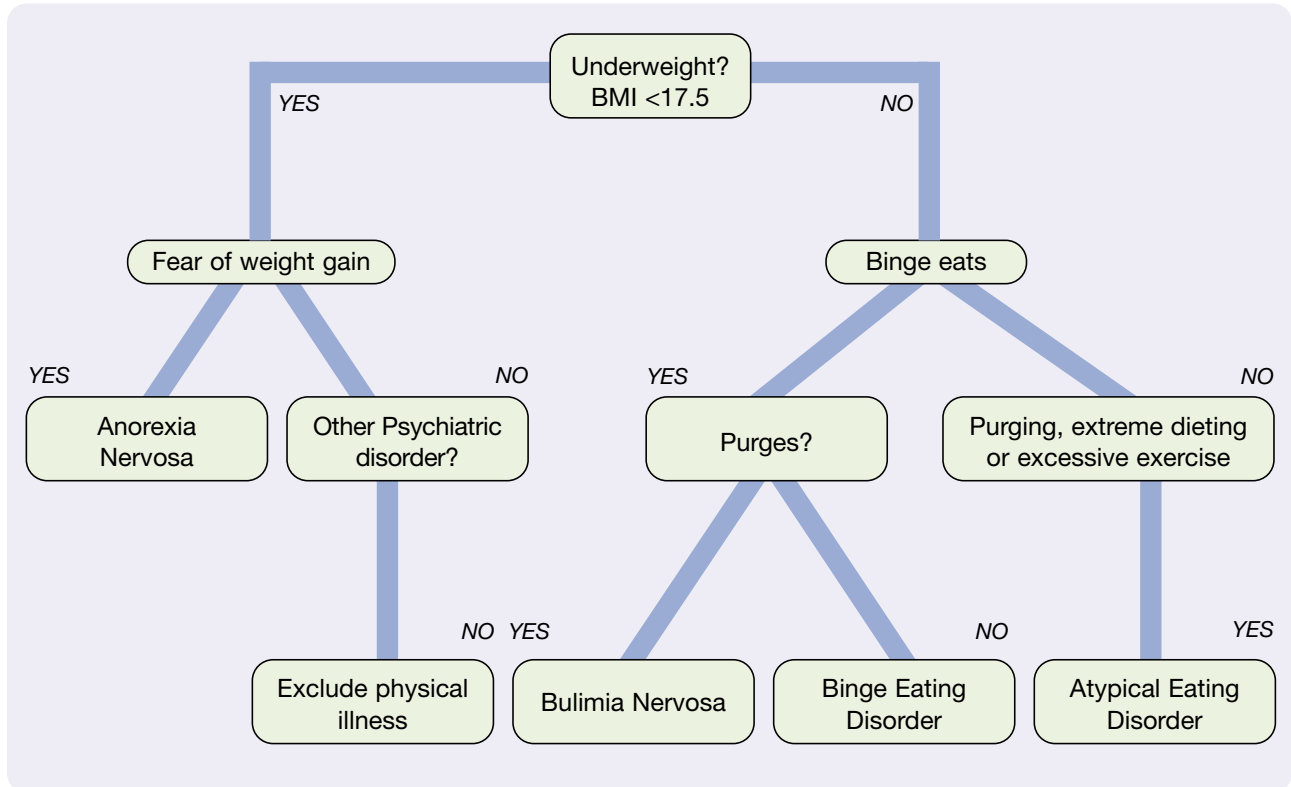 Underweight?
BMI <17.5
YES
NO
Fear of weight gain
Binge eats
YES
NO
YES
NO
Anorexia
Nervosa
Other Psychiatric
disorder?
Purges?
Purging, extreme dieting
or excessive exercise
NO
YES
NO
YES
Exclude physical
illness
Bulimia Nervosa
Binge Eating
Disorder
Atypical Eating
Disorder